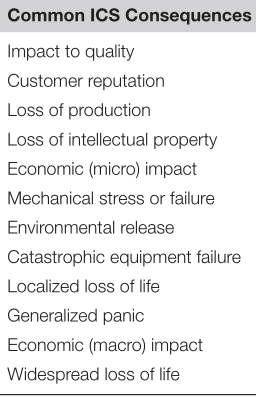 Common ICS Consequences
Impact to quality
Customer reputation
Loss of production
Loss of intellectual property
Economic (micro) impact
Mechanical stress or failure
Environmental release
Catastrophic equipment failure
Localized loss of life
Generalized panic
Economic (macro) impact
Widespread loss of life